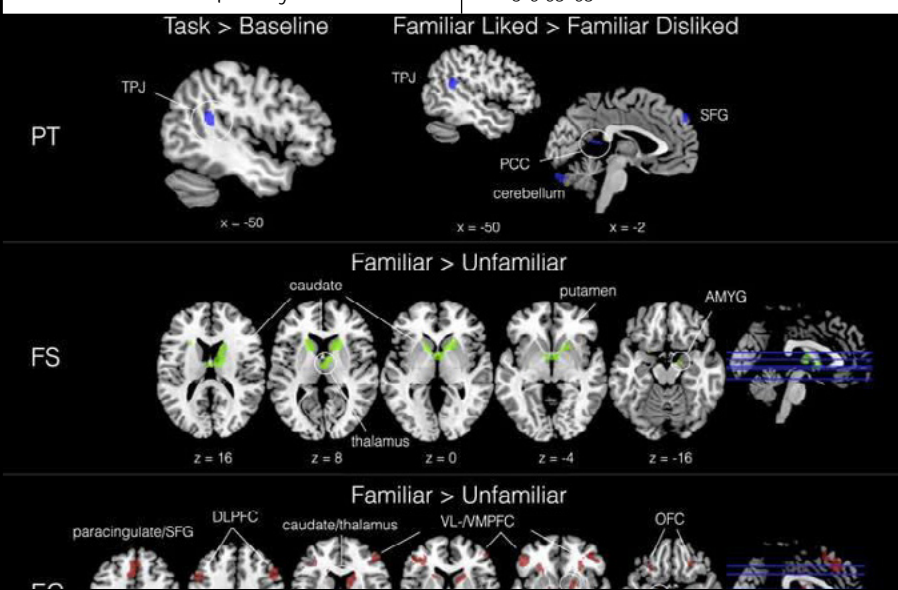 Task > Baseline
Familiar Liked > Familiar Disliked
TPJ
TPJ
SFG
PT
PCC
cerebellum
x = -50
x = -50
x = -2
Familiar > Unfamiliar
caudate
putamen
AMYG
FS
thalamus
z = 16
z = 8
z = 0
z = -4
z = -16
Familiar > Unfamiliar
paracingulate/SFG
DLPFC
caudate/thalamus
VL-/VMPFC
OFC